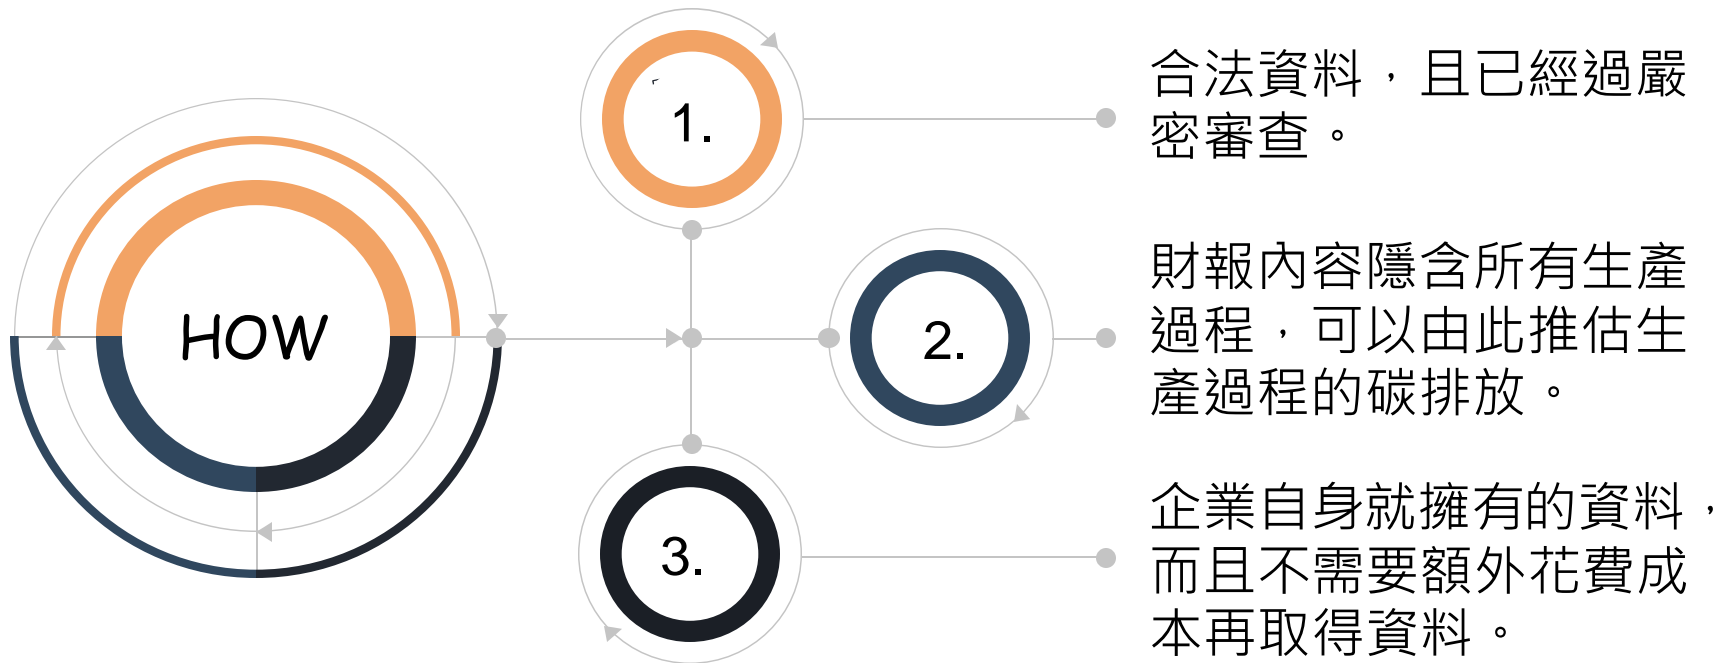 HOW
1.
合法資料，且已經過嚴
密審查。
2.
財報內容隱含所有生產
過程，可以由此推估生
產過程的碳排放。
3.
企業自身就擁有的資料，
而且不需要額外花費成
本再取得資料。